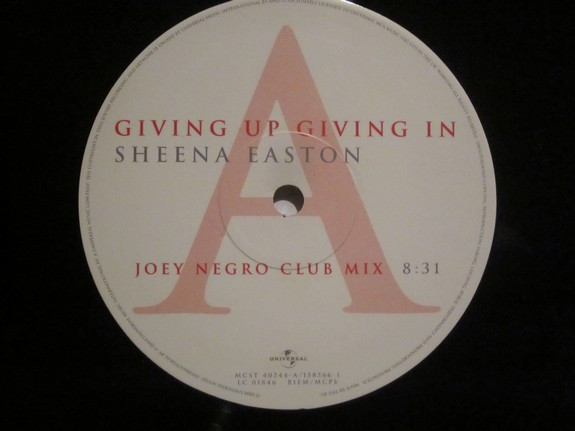 A
GIVING UP GIVING IN
SHEENA EASTON
JOEY NEGRO CLUB MIX 8:31
UNIVERSAL
MCST 40244-A/158566-1
LC 01846 BIEM/MCPS